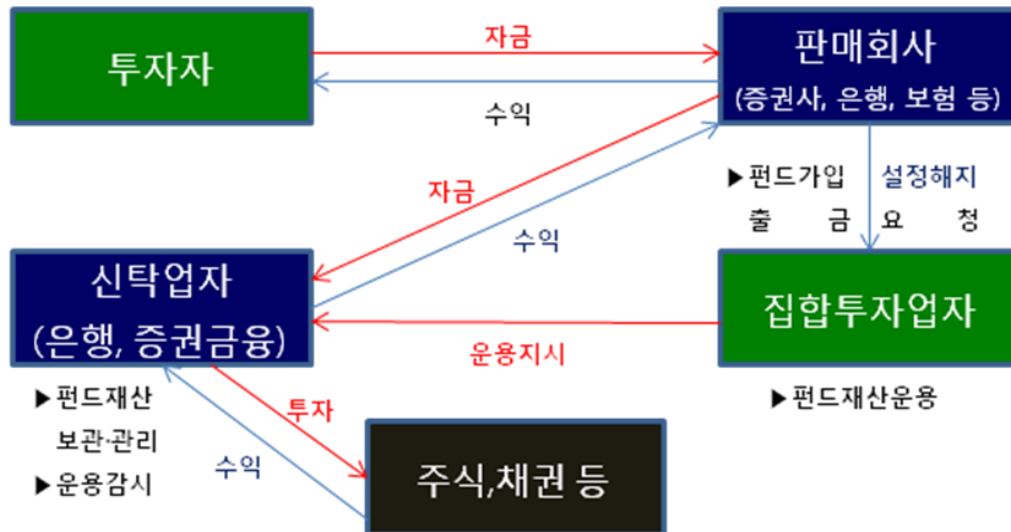 투자자
자금
수익
판매회사
(증권사, 은행, 보험 등)
자금
수익
▶펀드가입 설정해지
출 금 요 청
신탁업자
(은행, 증권금융)
운용지시
집합투자업자
▶펀드재산
보관·관리
▶운용감시
투자
수익
▶펀드재산운용
주식,채권 등